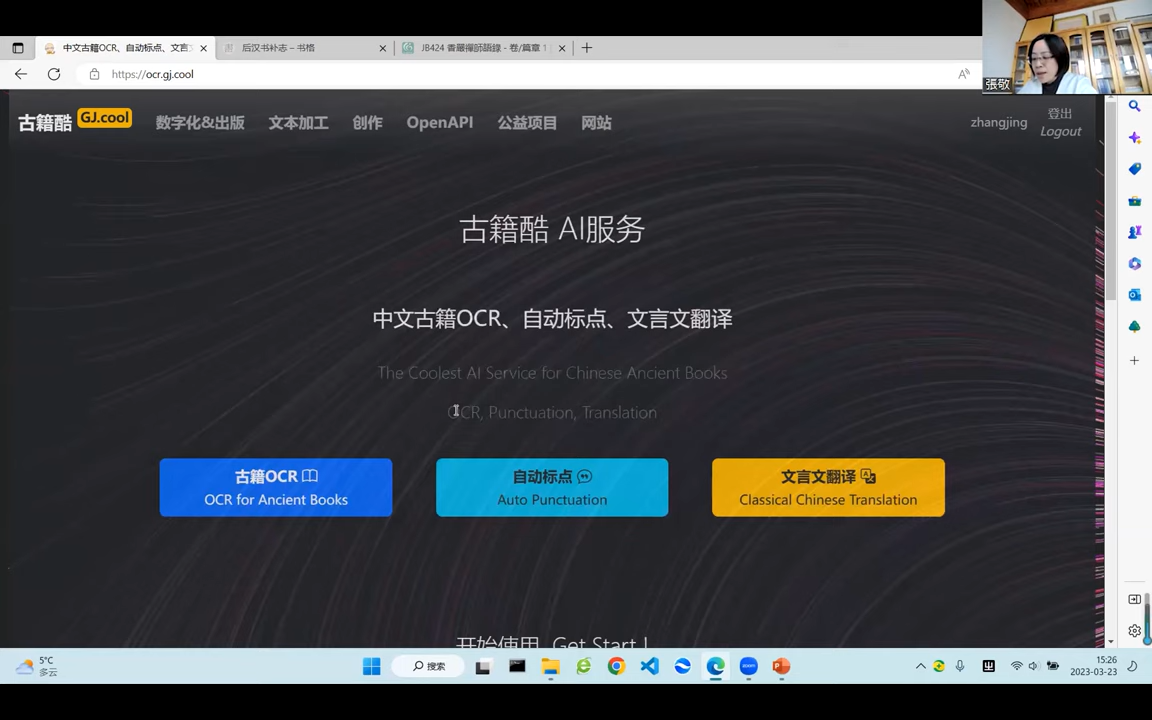 中文古籍OCR、自动标点、文言文
后汉书补志 – 书格
JB424 香嚴禪師語錄 - 卷/篇章 1
https://ocr.gj.cool
張敬
古籍酷 GJ.cool
数字化&出版
文本加工
创作
OpenAPI
公益项目
网站
zhangjing
登出
Logout
古籍酷 AI服务
中文古籍OCR、自动标点、文言文翻译
The Coolest AI Service for Chinese Ancient Books
OCR, Punctuation, Translation
古籍OCR
OCR for Ancient Books
自动标点
Auto Punctuation
文言文翻译
Classical Chinese Translation
开始使用 Get Start !
5°C
多云
搜索
zoom
15:26
2023-03-23